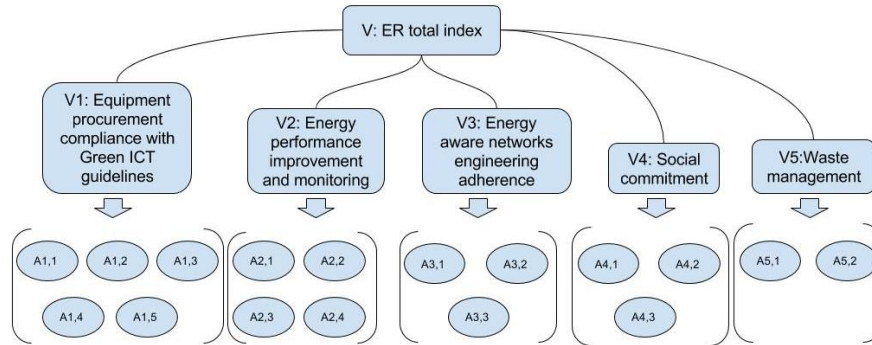 V: ER total index
V1: Equipment
procurement
compliance with
Green ICT
guidelines
V2: Energy
performance
improvement
and monitoring
V3: Energy
aware networks
engineering
adherence
V4: Social
commitment
V5:Waste
management
A1,1 A1,2 A1,3
A1,4 A1,5
A2,1 A2,2
A2,3 A2,4
A3,1 A3,2
A3,3
A4,1 A4,2
A4,3
A5,1 A5,2